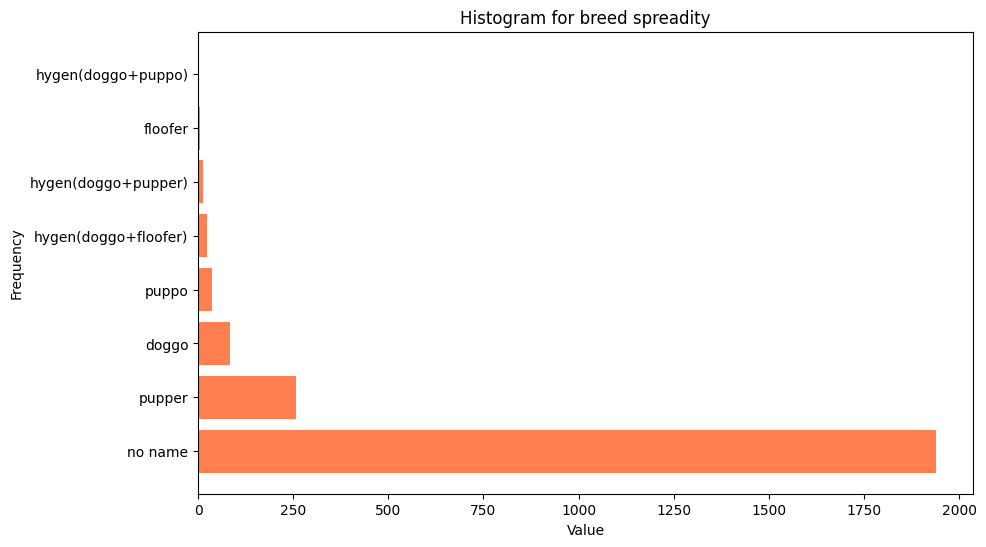 Histogram for breed spreadity
hygen(doggo+puppo)
floofer
hygen(doggo+pupper)
hygen(doggo+floofer)
puppo
doggo
pupper
no name
Frequency
0 250 500 750 1000 1250 1500 1750 2000
Value